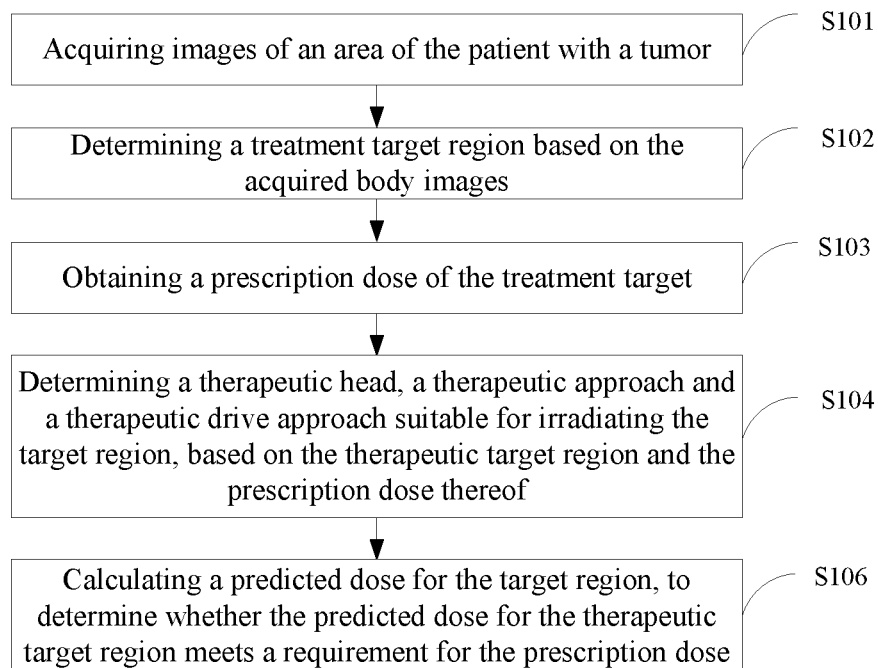 S101
Acquiring images of an area of the patient with a tumor
S102
Determining a treatment target region based on the
acquired body images
S103
Obtaining a prescription dose of the treatment target
Determining a therapeutic head, a therapeutic approach and
S104
a therapeutic drive approach suitable for irradiating the
target region, based on the therapeutic target region and the
prescription dose thereof
S106
Calculating a predicted dose for the target region, to
determine whether the predicted dose for the therapeutic
target region meets a requirement for the prescription dose